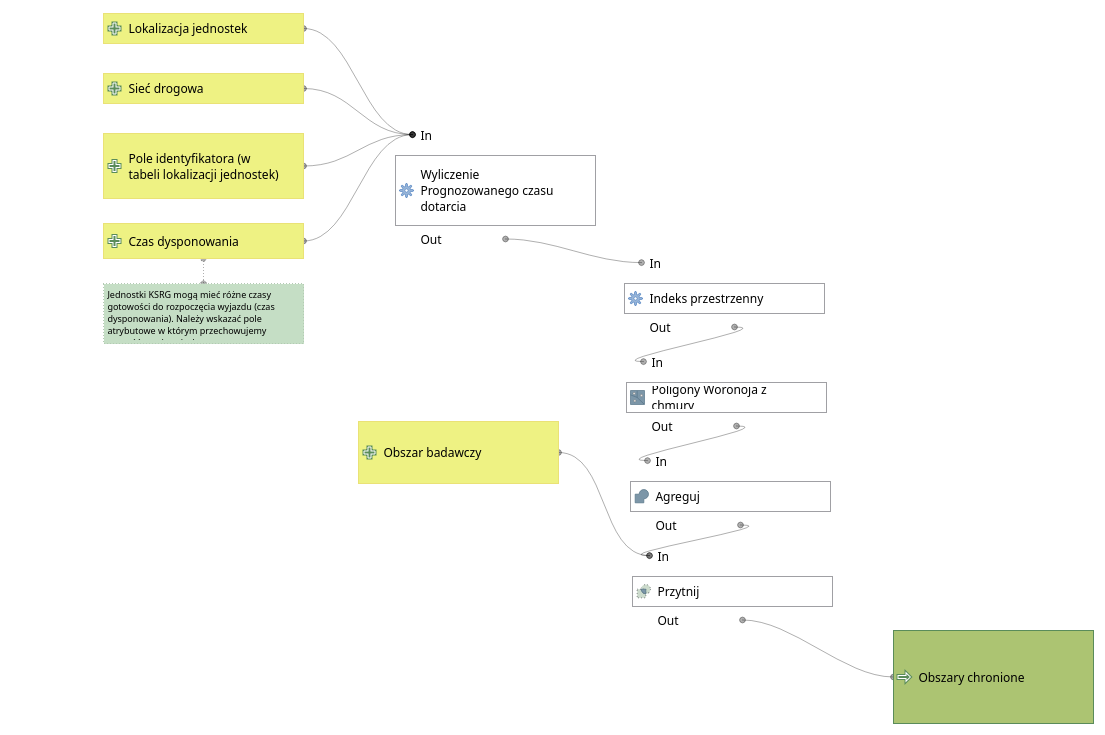 Lokalizacja jednostek
Sieć drogowa
In
Pole identyfikatora (w
tabeli lokalizacji jednostek)
Wyliczenie
Prognozowanego czasu
dotarcia
Czas dysponowania
Out
In
Jednostki KSRG mogą mieć różne czasy
gotowości do rozpoczęcia wyjazdu (czas
dysponowania). Należy wskazać pole
atrybutowe w którym przechowujemy
Indeks przestrzenny
Out
In
Poligony Woronoja z
chmury
Out
Obszar badawczy
In
Agreguj
Out
In
Przytnij
Out
Obszary chronione